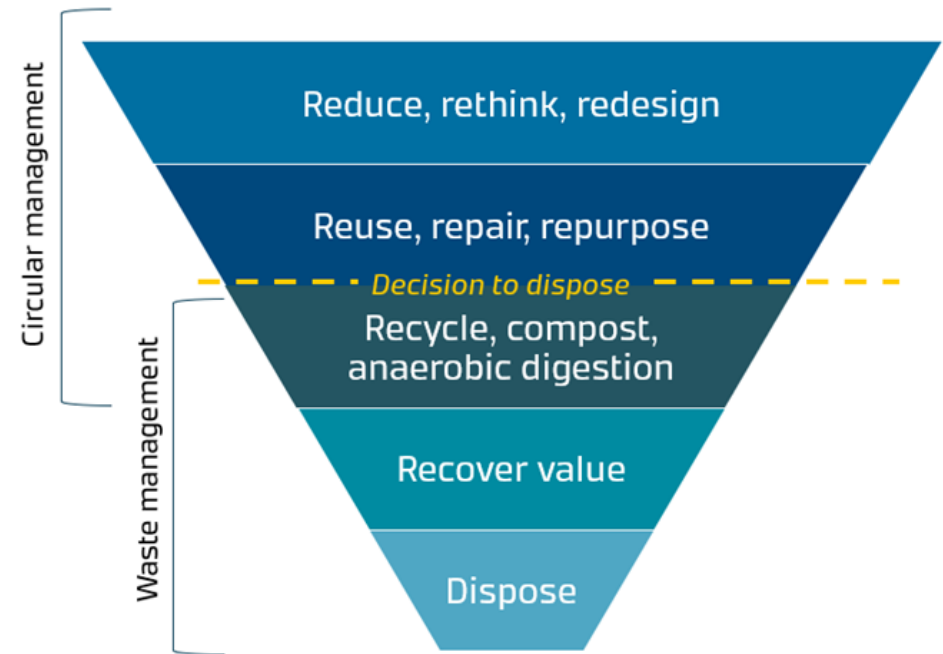 Circular management
Waste management
Reduce, rethink, redesign
Reuse, repair, repurpose
Decision to dispose
Recycle, compost,
anaerobic digestion
Recover value
Dispose